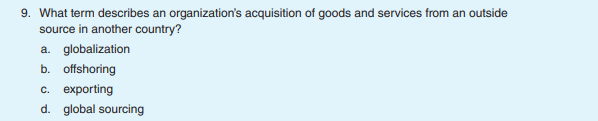 9. What term describes an organization's acquisition of goods and services from an outside
source in another country?
a. globalization
b. offshoring
c. exporting
d. global sourcing